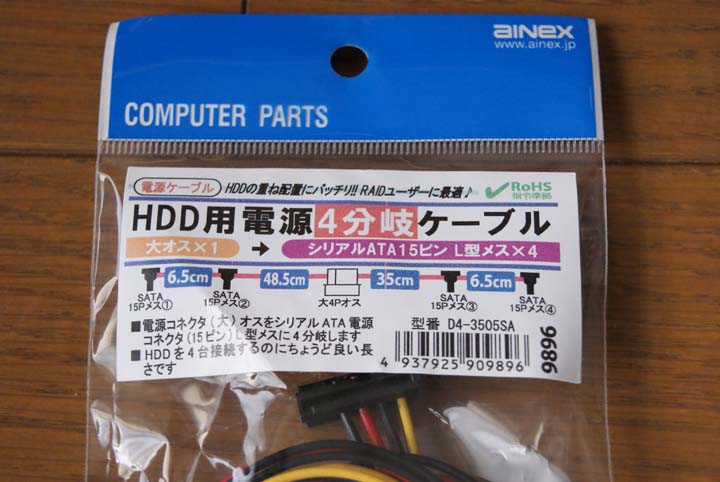 AINEX
www.ainex.jp
COMPUTER PARTS
電源ケーブル HDDの重ね配置にバッチリ!! RAIDユーザーに最適♪ RoHS
指令準拠
HDD用電源4分岐ケーブル
大オス×1 → シリアルATA15ピン L型メス×4
6.5cm 48.5cm 35cm 6.5cm
SATA 15Pメス① SATA 15Pメス② 大4Pオス SATA 15Pメス③ SATA 15Pメス④
■電源コネクタ(大)オスをシリアルATA電源
コネクタ(15ピン)L型メスに4分岐します
■HDDを4台接続するのにちょうど良い長
さです
型番 D4-3505SA
4 937925 909896
9896